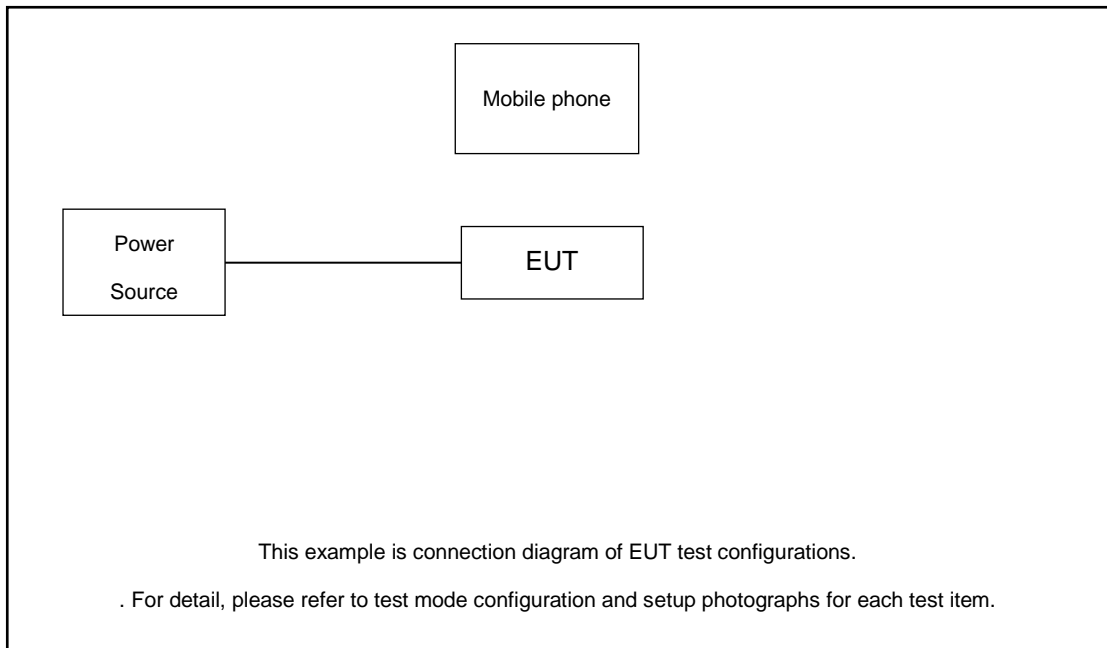 Mobile phone
Power
Source
EUT
This example is connection diagram of EUT test configurations.
. For detail, please refer to test mode configuration and setup photographs for each test item.